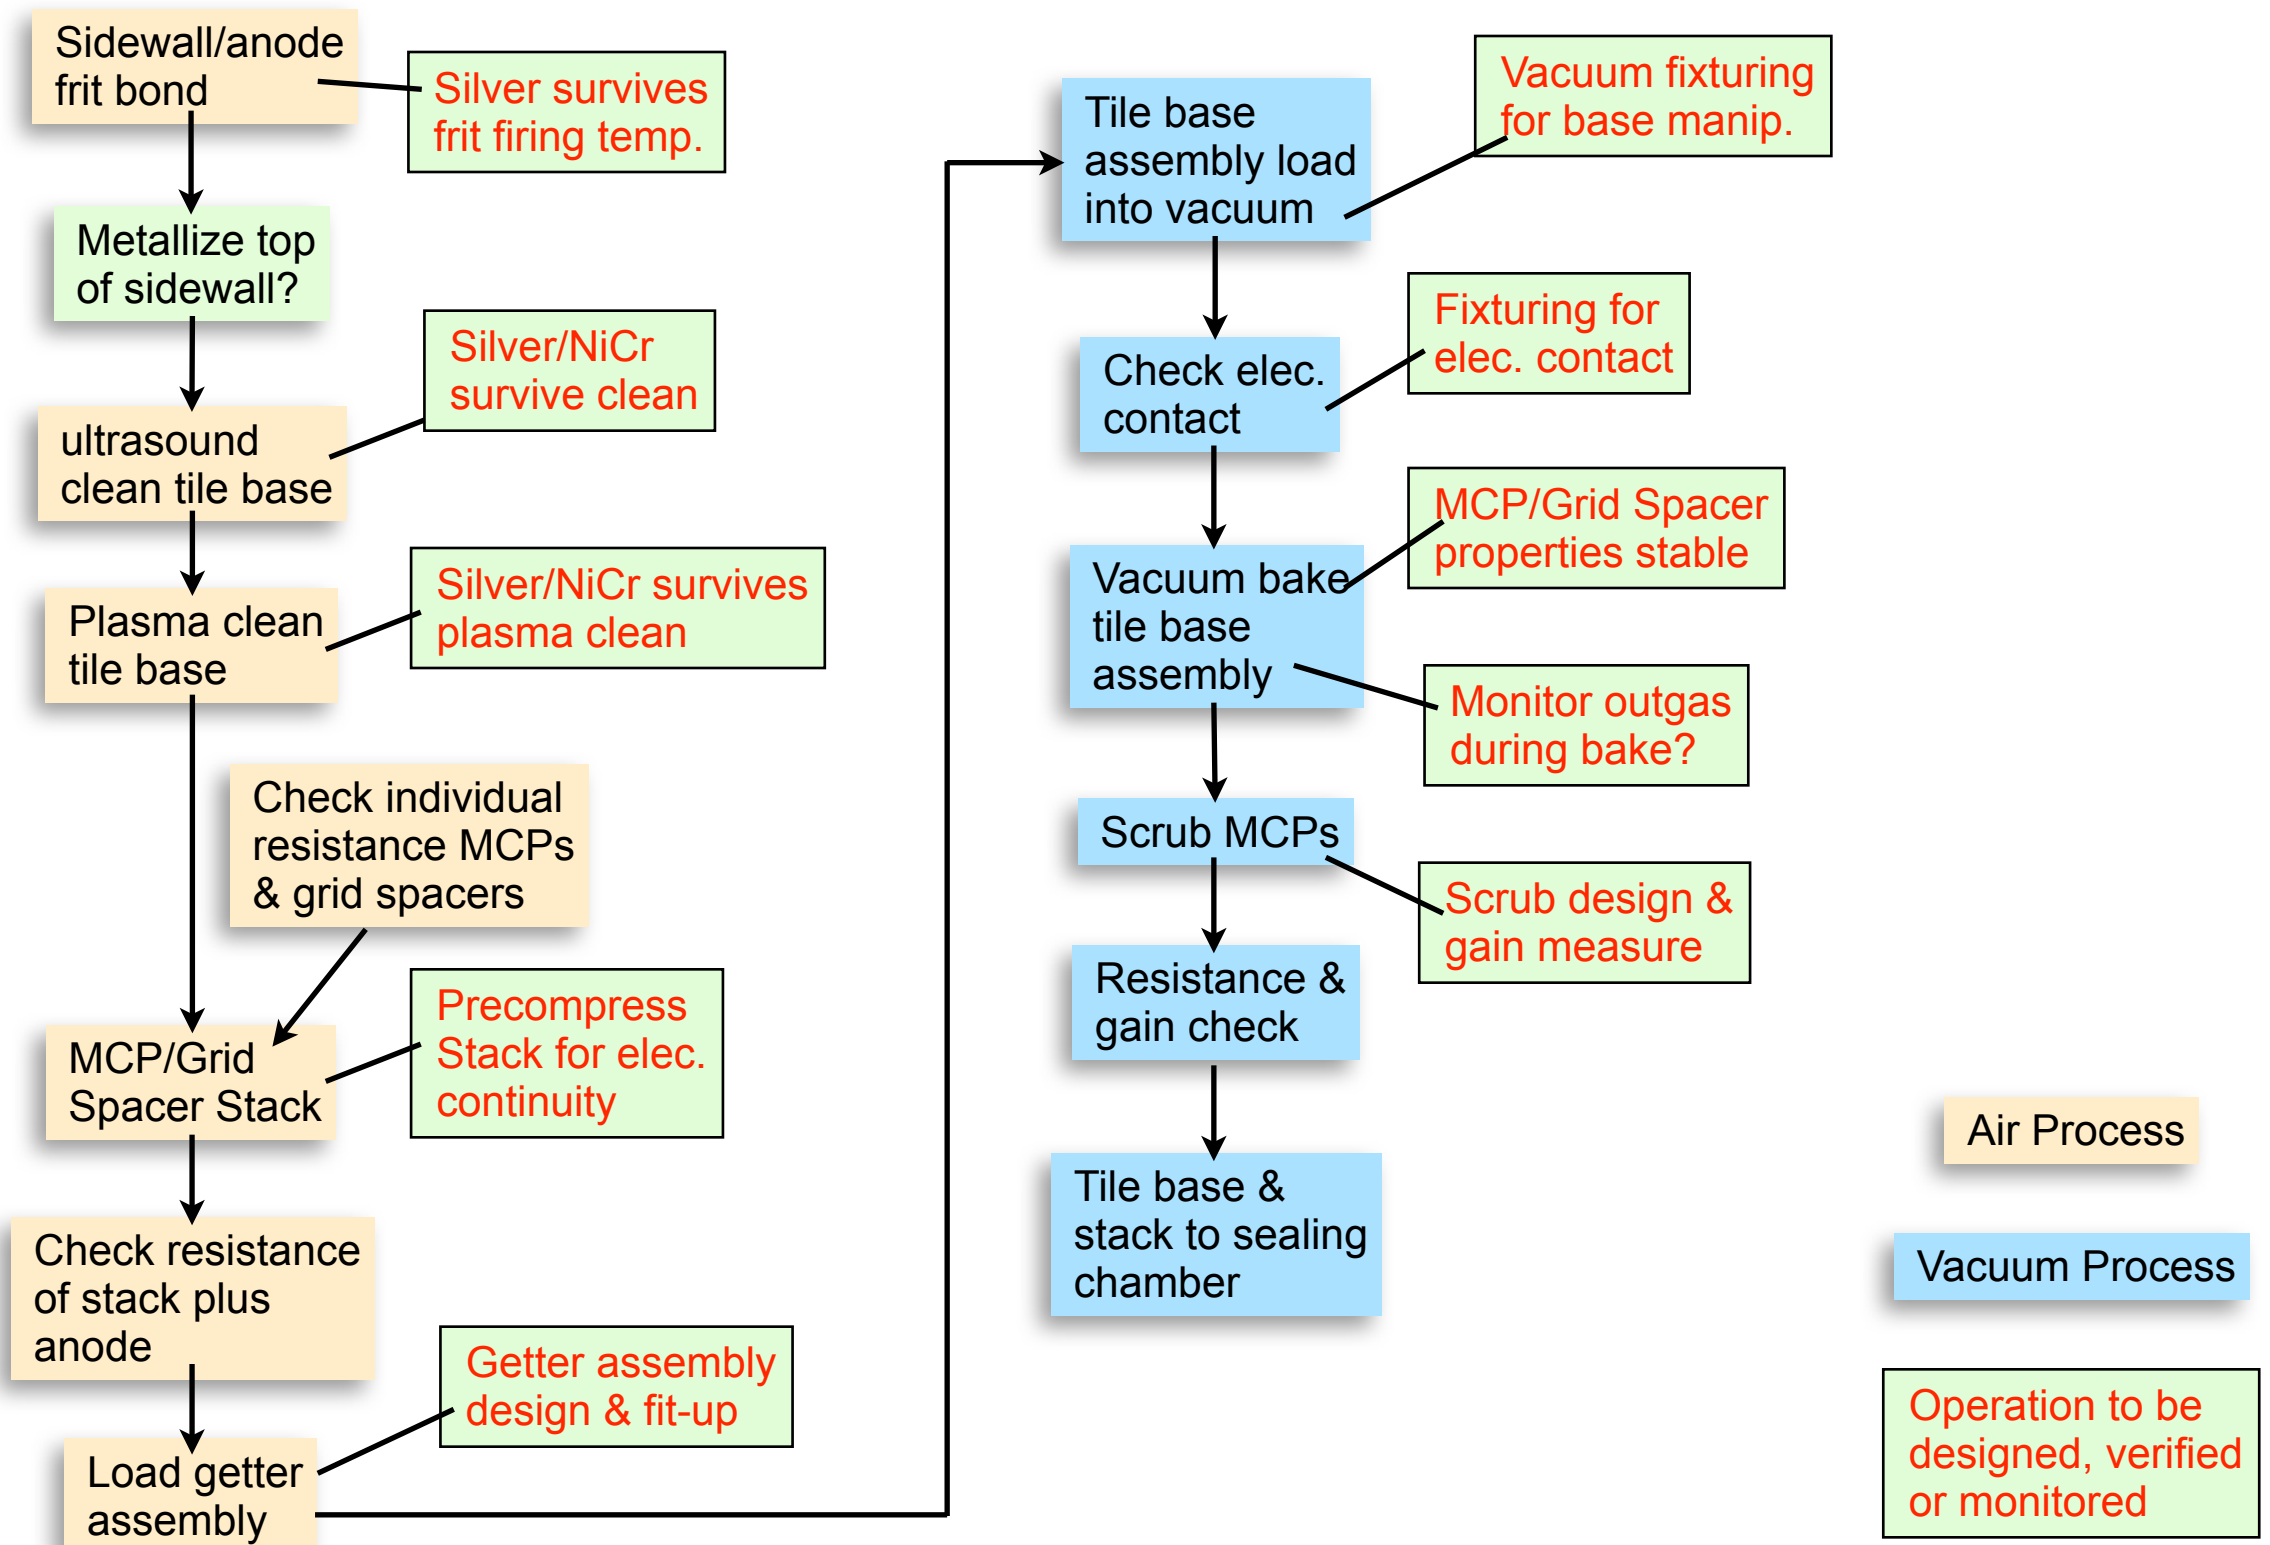 Sidewall/anode
frit bond
Silver survives
frit firing temp.
Metallize top
of sidewall?
Silver/NiCr
survive clean
ultrasound
clean tile base
Silver/NiCr survives
plasma clean
Plasma clean
tile base
Check individual
resistance MCPs
& grid spacers
Precompress
Stack for elec.
continuity
MCP/Grid
Spacer Stack
Check resistance
of stack plus
anode
Getter assembly
design & fit-up
Load getter
assembly
Tile base
assembly load
into vacuum
Vacuum fixturing
for base manip.
Check elec.
contact
Fixturing for
elec. contact
Vacuum bake
tile base
assembly
MCP/Grid Spacer
properties stable
Monitor outgas
during bake?
Scrub MCPs
Scrub design &
gain measure
Resistance &
gain check
Tile base &
stack to sealing
chamber
Air Process
Vacuum Process
Operation to be
designed, verified
or monitored